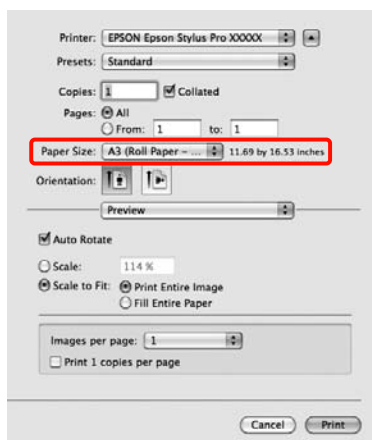 Printer: EPSON Epson Stylus Pro XXXXX
Presets: Standard
Copies: 1 Collated
Pages: All
From: 1 to: 1
Paper Size: A3 (Roll Paper – ... 11.69 by 16.53 inches
Orientation:
Preview
Auto Rotate
Scale: 114 %
Scale to Fit: Print Entire Image
Fill Entire Paper
Images per page: 1
Print 1 copies per page
Cancel Print